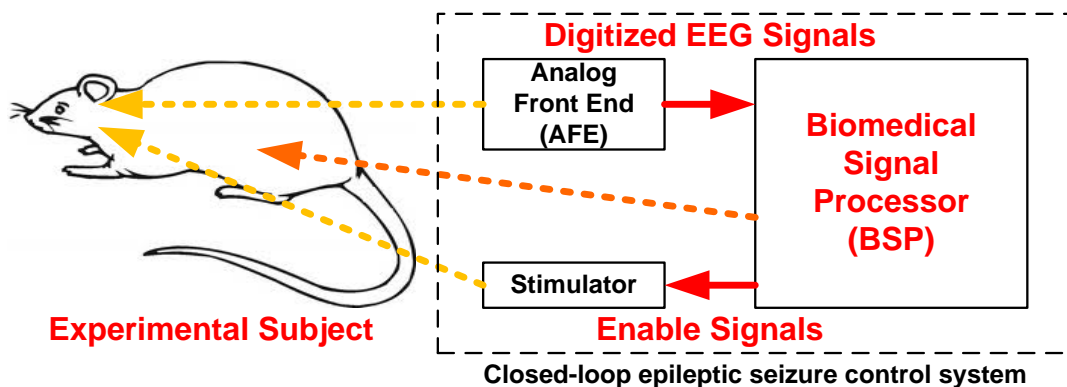 Digitized EEG Signals
Analog
Front End
(AFE)
Biomedical
Signal
Processor
(BSP)
Stimulator
Experimental Subject
Enable Signals
Closed-loop epileptic seizure control system